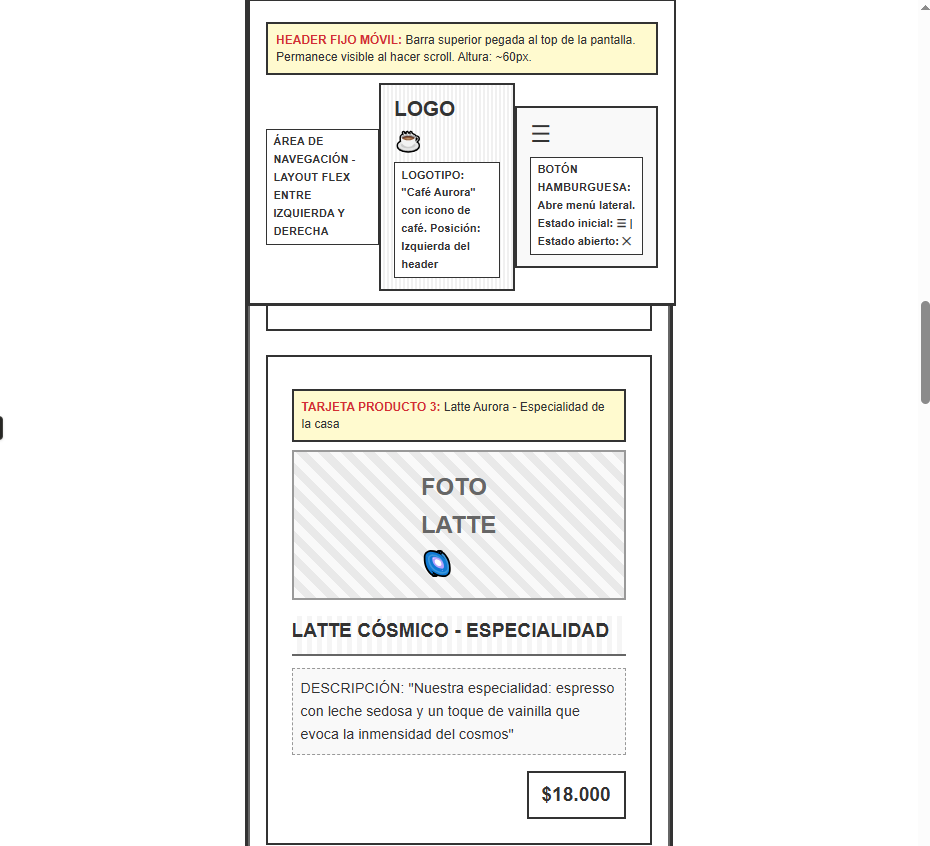 HEADER FIJO MÓVIL: Barra superior pegada al top de la pantalla.
Permanece visible al hacer scroll. Altura: ~60px.
ÁREA DE
NAVEGACIÓN -
LAYOUT FLEX
ENTRE
IZQUIERDA Y
DERECHA
LOGO
LOGOTIPO:
"Café Aurora"
con icono de
café. Posición:
Izquierda del
header
☰
BOTÓN
HAMBURGUESA:
Abre menú lateral.
Estado inicial: ☰ |
Estado abierto: ✕
TARJETA PRODUCTO 3: Latte Aurora - Especialidad de
la casa
FOTO
LATTE
LATTE CÓSMICO - ESPECIALIDAD
DESCRIPCIÓN: "Nuestra especialidad: espresso
con leche sedosa y un toque de vainilla que
evoca la inmensidad del cosmos"
$18.000